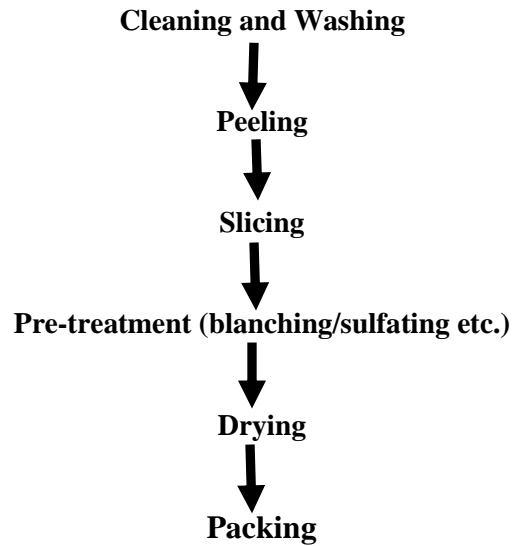 Cleaning and Washing
Peeling
Slicing
Pre-treatment (blanching/sulfating etc.)
Drying
Packing